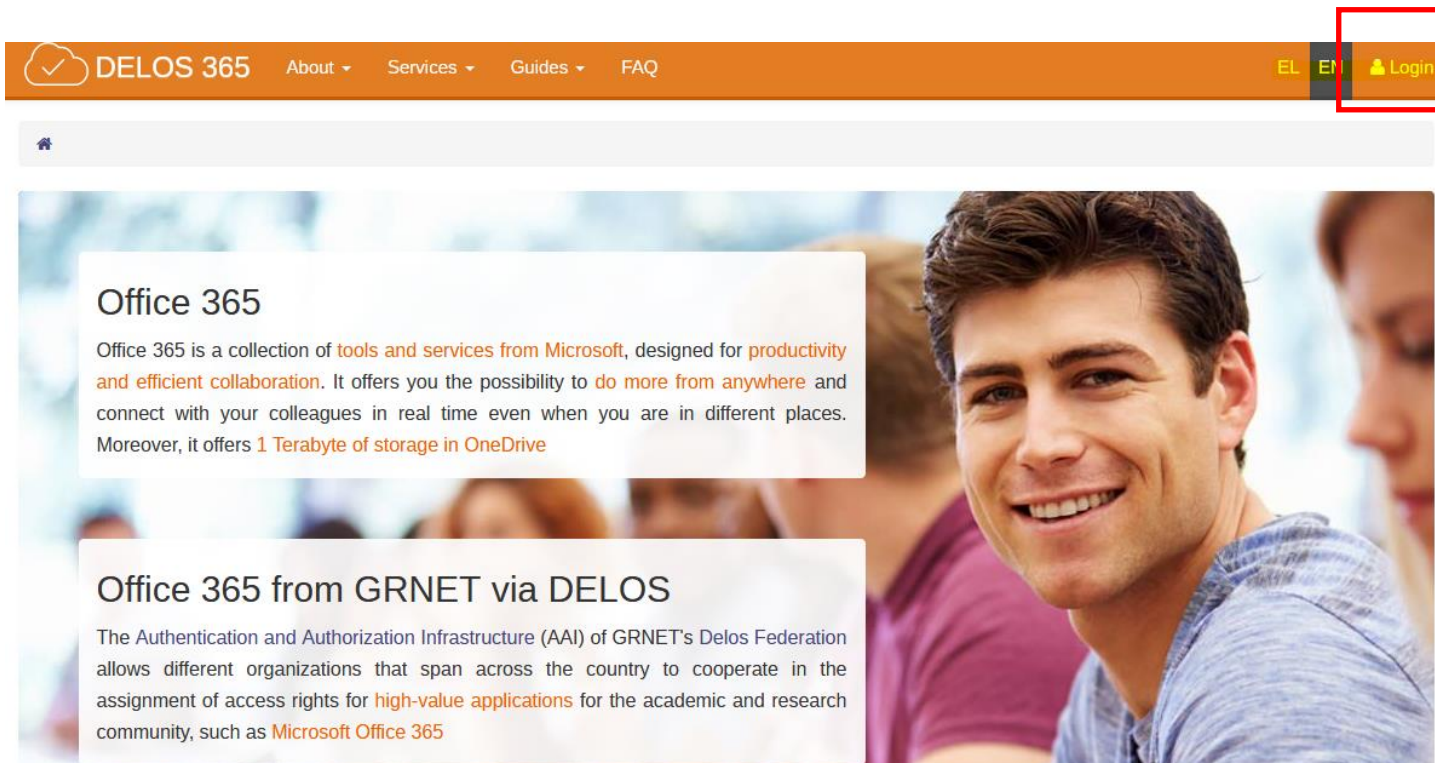 DELOS 365 About Services Guides FAQ EL EN Login
Office 365
Office 365 is a collection of tools and services from Microsoft, designed for productivity
and efficient collaboration. It offers you the possibility to do more from anywhere and
connect with your colleagues in real time even when you are in different places.
Moreover, it offers 1 Terabyte of storage in OneDrive
Office 365 from GRNET via DELOS
The Authentication and Authorization Infrastructure (AAI) of GRNET's Delos Federation
allows different organizations that span across the country to cooperate in the
assignment of access rights for high-value applications for the academic and research
community, such as Microsoft Office 365